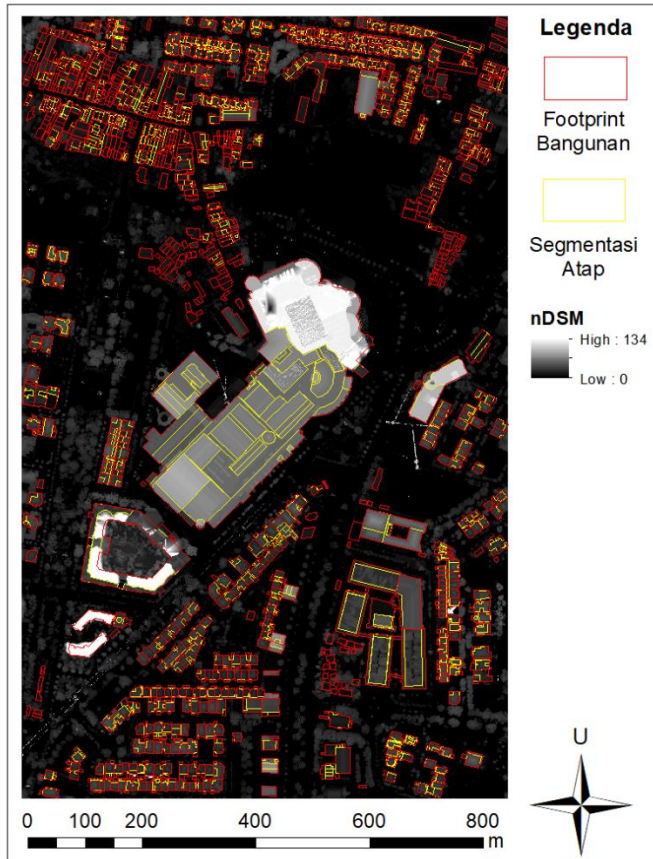 Legenda
Footprint
Bangunan
Segmentasi
Atap
nDSM
High : 134
Low : 0
U
0 100 200 400 600 800
m